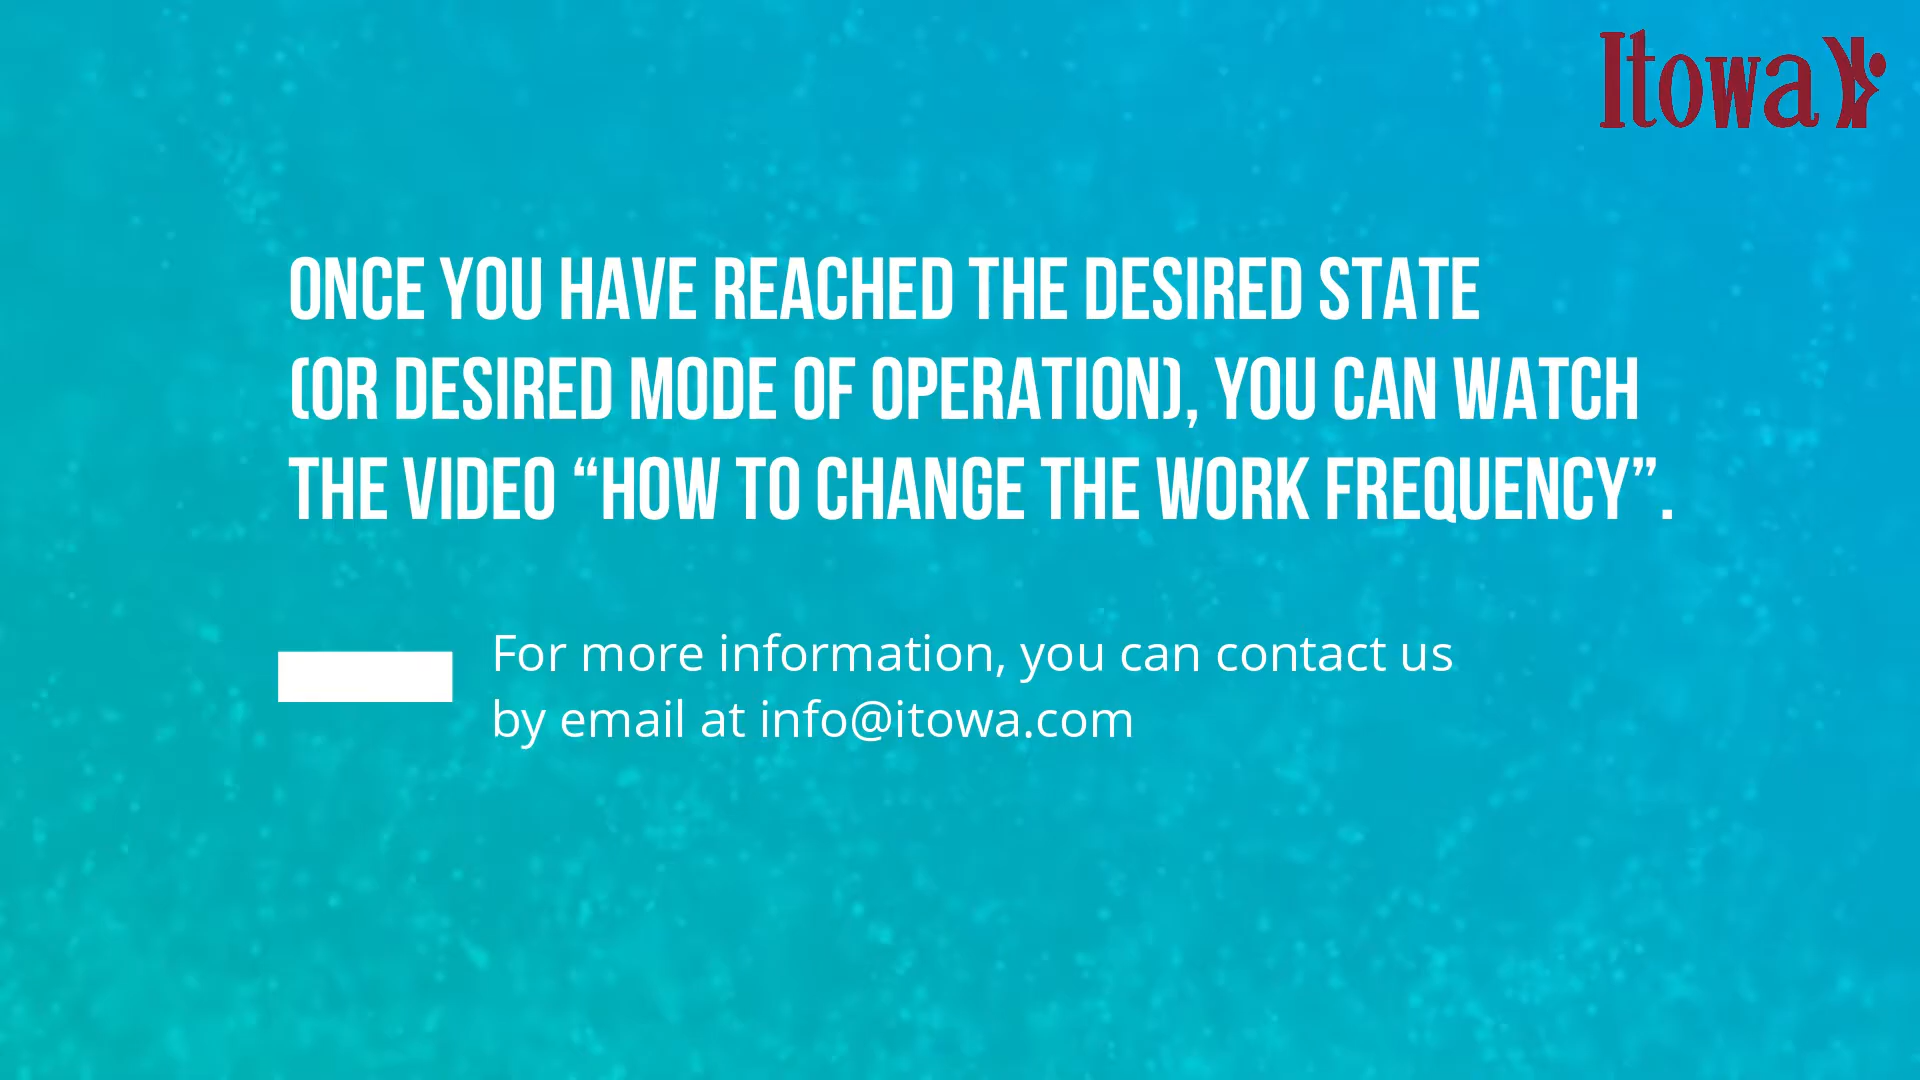 Itowa
ONCE YOU HAVE REACHED THE DESIRED STATE
(OR DESIRED MODE OF OPERATION), YOU CAN WATCH
THE VIDEO “HOW TO CHANGE THE WORK FREQUENCY”.
For more information, you can contact us
by email at info@itowa.com